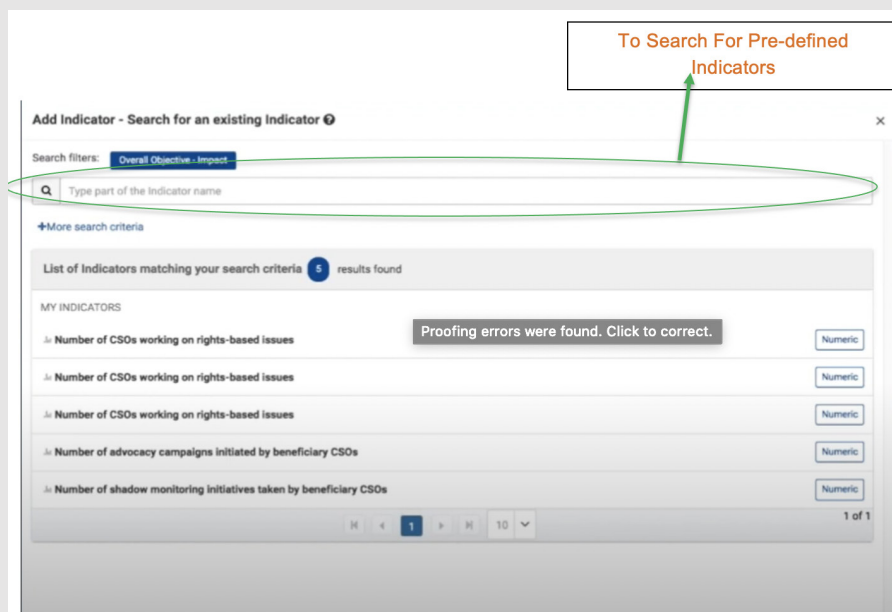 To Search For Pre-defined
Indicators
Add Indicator - Search for an existing Indicator
Search filters: Overall Objective - Impact
Type part of the Indicator name
+More search criteria
List of Indicators matching your search criteria 5 results found
MY INDICATORS
Proofing errors were found. Click to correct.
Number of CSOs working on rights-based issues Numeric
Number of CSOs working on rights-based issues Numeric
Number of CSOs working on rights-based issues Numeric
Number of advocacy campaigns initiated by beneficiary CSOs Numeric
Number of shadow monitoring initiatives taken by beneficiary CSOs Numeric
1 10 1 of 1